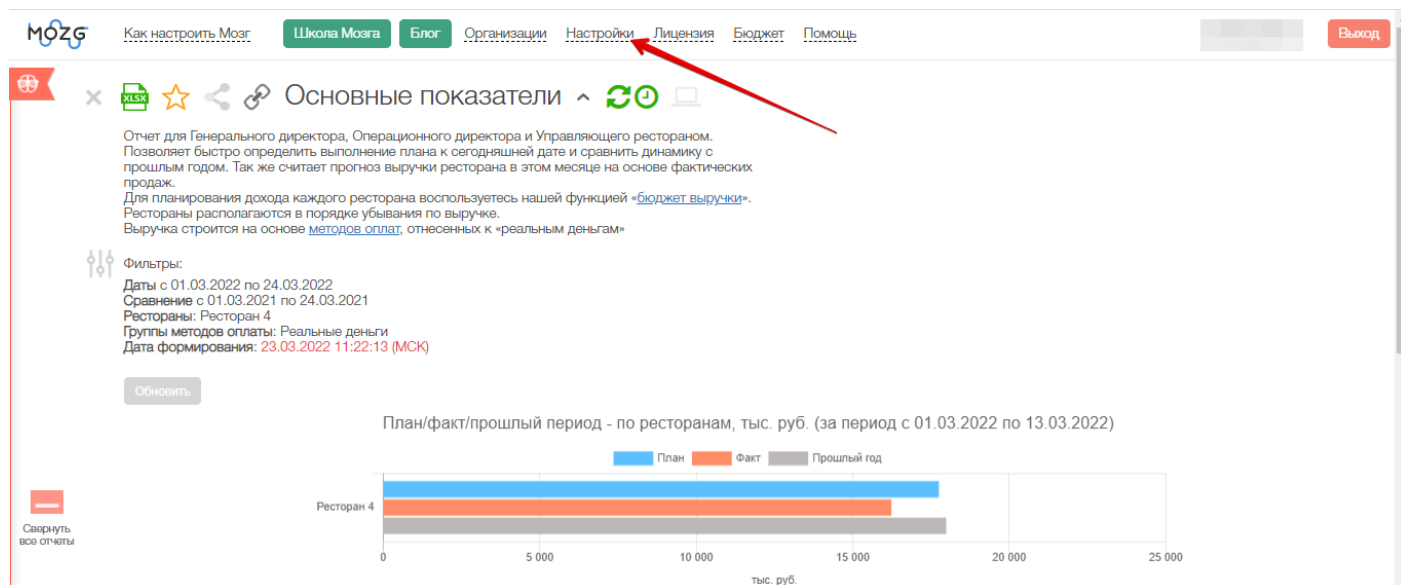 MOZG
Как настроить Мозг
Школа Мозга
Блог
Организации
Настройки
Лицензия
Бюджет
Помощь
Выход
XLSX
Основные показатели
Отчет для Генерального директора, Операционного директора и Управляющего рестораном.
Позволяет быстро определить выполнение плана к сегодняшней дате и сравнить динамику с
прошлым годом. Так же считает прогноз выручки ресторана в этом месяце на основе фактических
продаж.
Для планирования дохода каждого ресторана воспользуетесь нашей функцией «бюджет выручки».
Рестораны располагаются в порядке убывания по выручке.
Выручка строится на основе методов оплат, отнесенных к «реальным деньгам»
Фильтры:
Даты с 01.03.2022 по 24.03.2022
Сравнение с 01.03.2021 по 24.03.2021
Рестораны: Ресторан 4
Группы методов оплаты: Реальные деньги
Дата формирования: 23.03.2022 11:22:13 (МСК)
Обновить
План/факт/прошлый период - по ресторанам, тыс. руб. (за период с 01.03.2022 по 13.03.2022)
План
Факт
Прошлый год
Ресторан 4
0
5 000
10 000
15 000
20 000
25 000
тыс. руб.
Свернуть
все отчеты